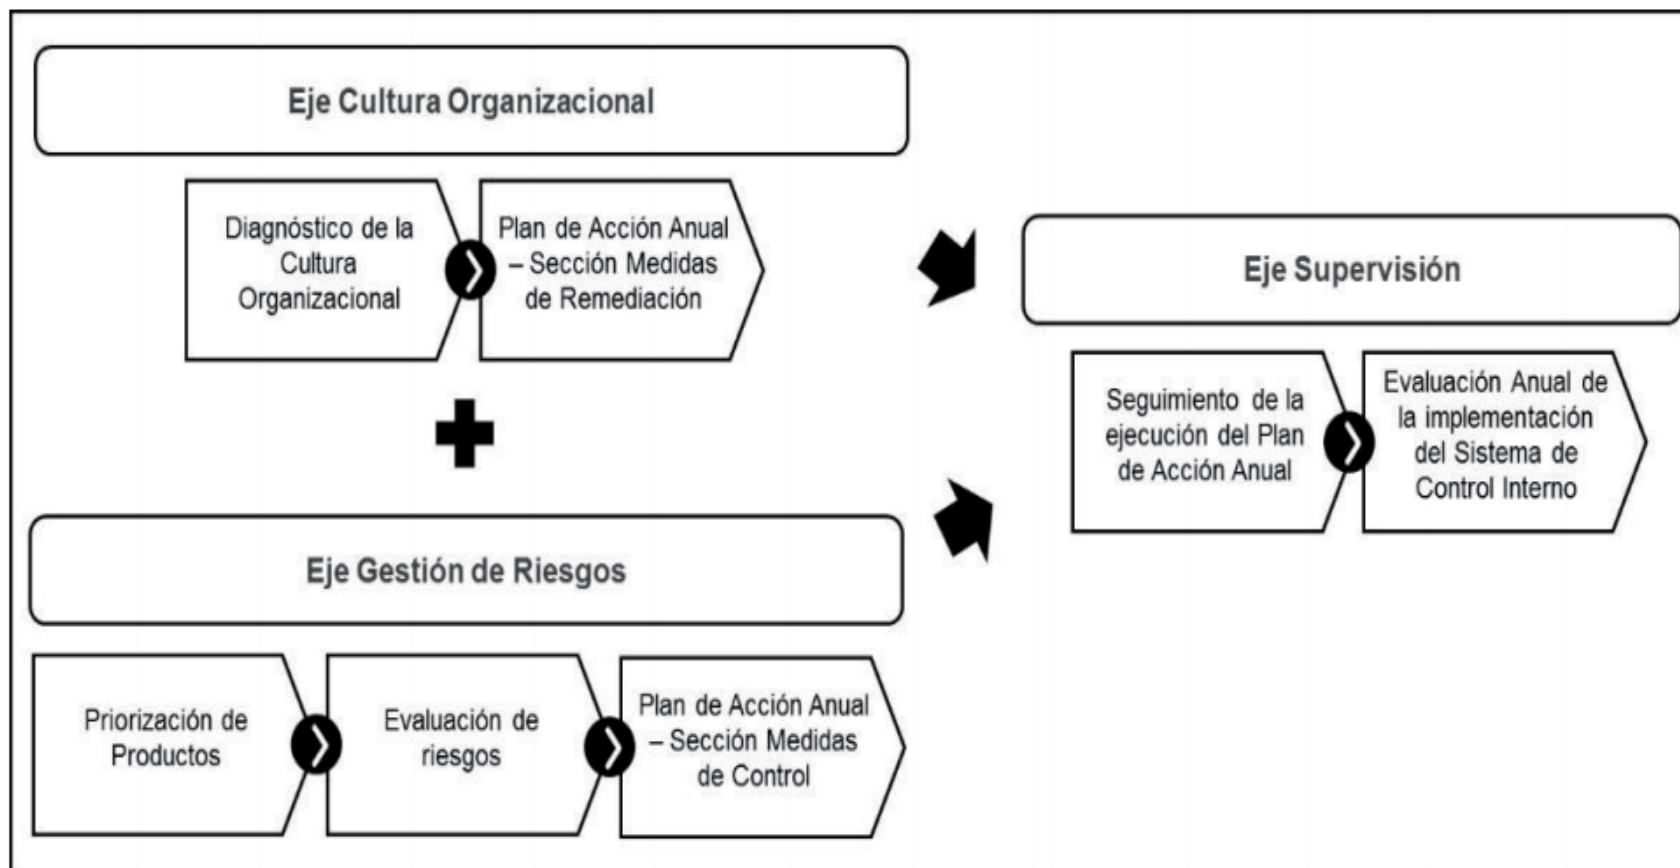 Eje Cultura Organizacional
Diagnóstico de la
Cultura
Organizacional
Plan de Acción Anual
– Sección Medidas
de Remediación
Eje Gestión de Riesgos
Priorización de
Productos
Evaluación de
riesgos
Plan de Acción Anual
– Sección Medidas
de Control
Eje Supervisión
Seguimiento de la
ejecución del Plan
de Acción Anual
Evaluación Anual de
la implementación
del Sistema de
Control Interno